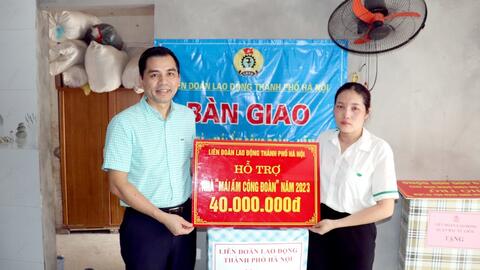 LIÊN ĐOÀN LAO ĐỘNG THÀNH PHỐ HÀ NỘI
BÀN GIAO
LIÊN ĐOÀN LAO ĐỘNG THÀNH PHỐ HÀ NỘI
HỖ TRỢ
NHÀ "MÁI ẤM CÔNG ĐOÀN" NĂM 2023
40.000.000đ
LIÊN ĐOÀN LAO ĐỘNG
THÀNH PHỐ HÀ NỘI
TẶNG